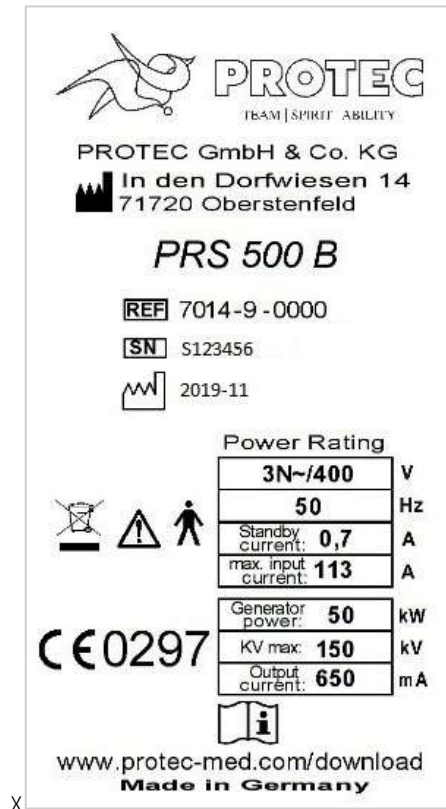 PROTEC
TEAM | SPIRIT ABILITY
PROTEC GmbH & Co. KG
In den Dorfwiesen 14
71720 Oberstenfeld
PRS 500 B
REF 7014-9-0000
SN S123456
2019-11
Power Rating
3N~/400 V
50 Hz
Standby current: 0,7 A
max. input current: 113 A
CE0297
Generator power: 50 kW
KV max: 150 kV
Output current: 650 mA
i
www.protec-med.com/download
Made in Germany
X